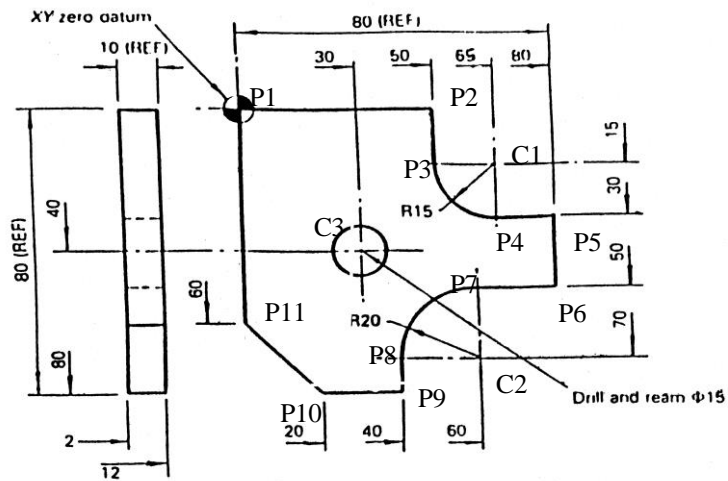 XY zero datum
80 (REF)
10 (REF)
30
50
65
80
P1
P2
15
P3
C1
R15
30
40
80 (REF)
C3
P4
P5
50
60
P7
P11
P6
R20
70
P8
80
P10
P9
C2
Drill and ream Φ15
20
40
60
2
12